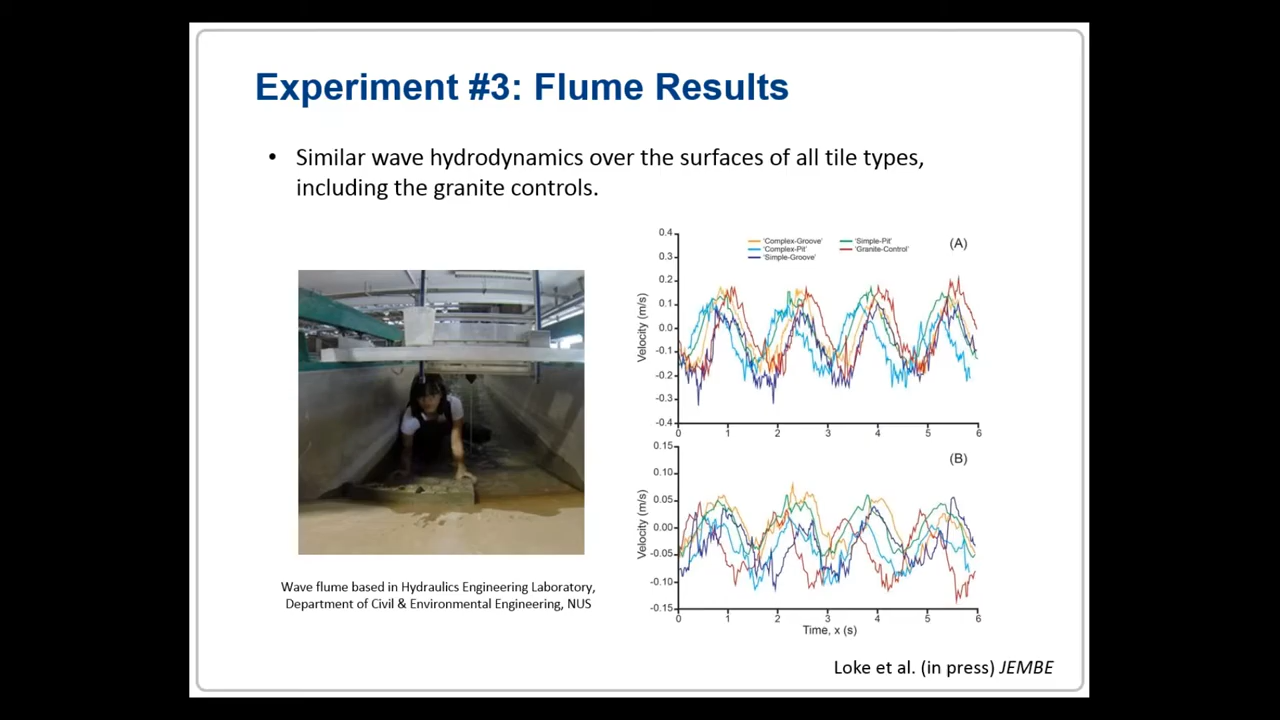 Experiment #3: Flume Results
• Similar wave hydrodynamics over the surfaces of all tile types,
including the granite controls.
Wave flume based in Hydraulics Engineering Laboratory,
Department of Civil & Environmental Engineering, NUS
'Complex-Groove' 'Simple-Pit'
'Complex-Pit' 'Granite-Control'
'Simple-Groove'
(A)
Velocity (m/s)
0.4
0.3
0.2
0.1
0.0
-0.1
-0.2
-0.3
-0.4
0 1 2 3 4 5 6
(B)
Velocity (m/s)
0.15
0.10
0.05
0.00
-0.05
-0.10
-0.15
0 1 2 3 4 5 6
Time, x (s)
Loke et al. (in press) JEMBE